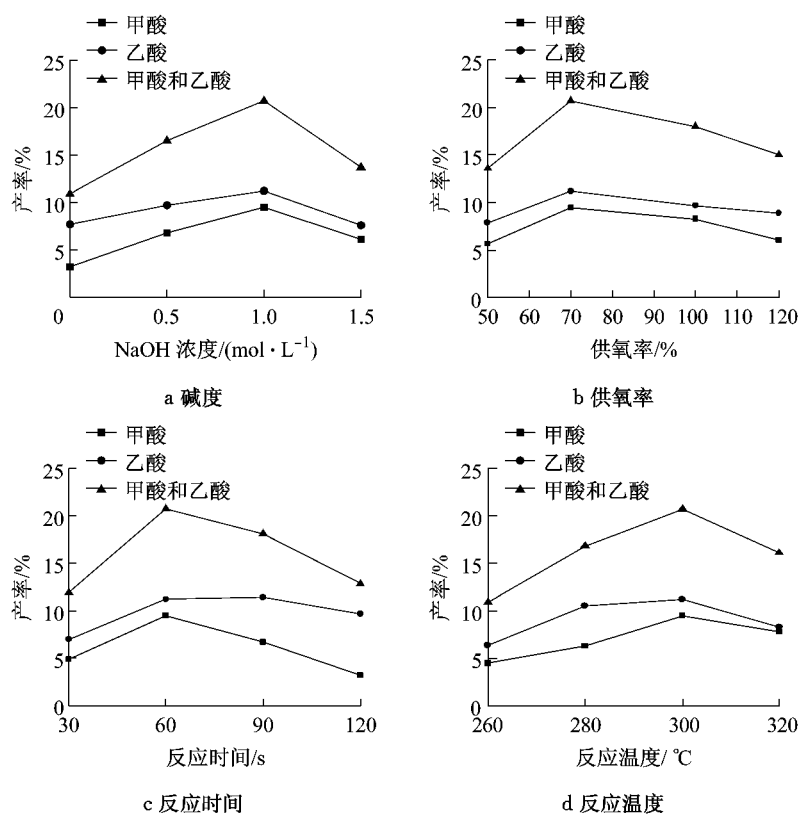 甲酸
乙酸
甲酸和乙酸
25
20
15
10
5
0
产率/%
0 0.5 1.0 1.5
NaOH 浓度/(mol·L⁻¹)
a 碱度
甲酸
乙酸
甲酸和乙酸
25
20
15
10
5
0
产率/%
50 60 70 80 90 100 110 120
供氧率/%
b 供氧率
甲酸
乙酸
甲酸和乙酸
25
20
15
10
5
0
产率/%
30 60 90 120
反应时间/s
c 反应时间
甲酸
乙酸
甲酸和乙酸
25
20
15
10
5
0
产率/%
260 280 300 320
反应温度/ ℃
d 反应温度